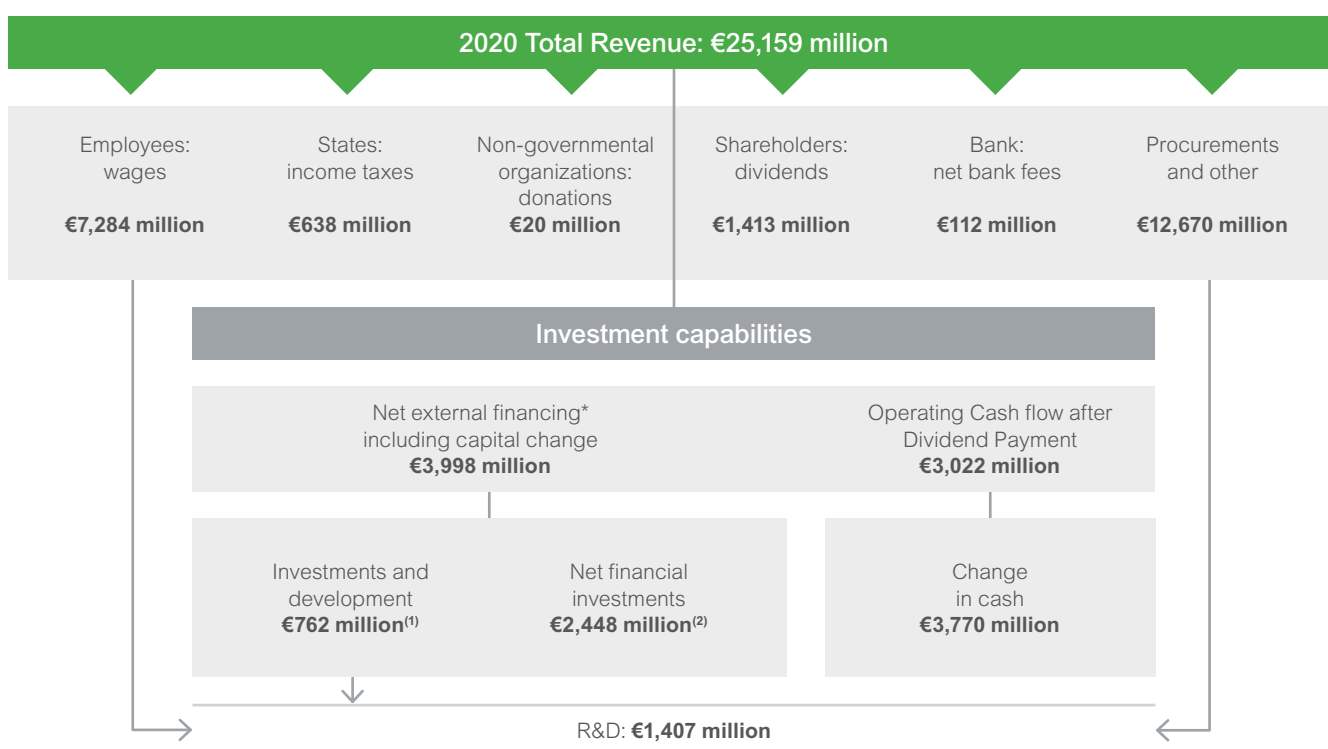 2020 Total Revenue: €25,159 million
Employees:
wages
€7,284 million
States:
income taxes
€638 million
Non-governmental
organizations:
donations
€20 million
Shareholders:
dividends
€1,413 million
Bank:
net bank fees
€112 million
Procurements
and other
€12,670 million
Investment capabilities
Net external financing*
including capital change
€3,998 million
Operating Cash flow after
Dividend Payment
€3,022 million
Investments and
development
€762 million(1)
Net financial
investments
€2,448 million(2)
Change
in cash
€3,770 million
R&D: €1,407 million